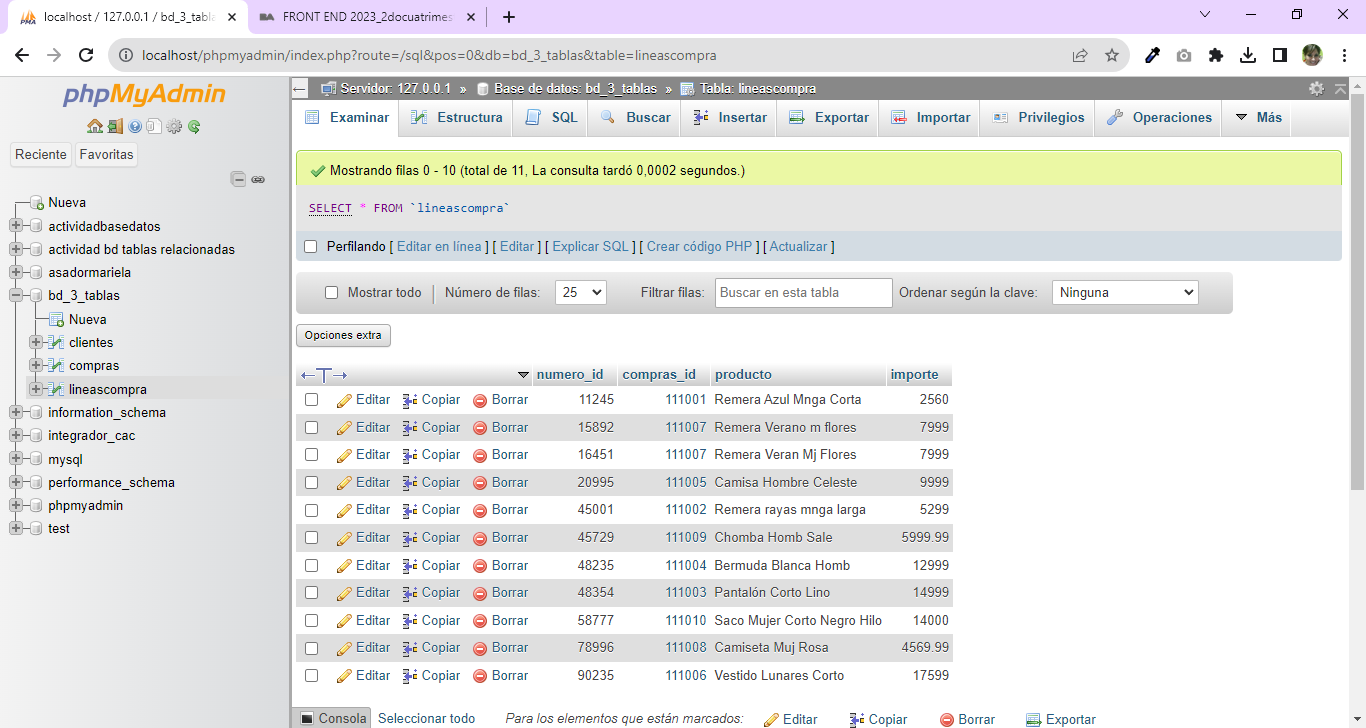 localhost / 127.0.0.1 / bd_3_tabla
FRONT END 2023_2docuatrimes
localhost/phpmyadmin/index.php?route=/sql&pos=0&db=bd_3_tablas&table=lineascompra
phpMyAdmin
Reciente Favoritas
Nueva
actividadbasedatos
actividad bd tablas relacionadas
asadormariela
bd_3_tablas
Nueva
clientes
compras
lineascompra
information_schema
integrador_cac
mysql
performance_schema
phpmyadmin
test
Servidor: 127.0.0.1 » Base de datos: bd_3_tablas » Tabla: lineascompra
Examinar Estructura SQL Buscar Insertar Exportar Importar Privilegios Operaciones Más
Mostrando filas 0 - 10 (total de 11, La consulta tardó 0,0002 segundos.)
SELECT * FROM `lineascompra`
Perfilando [ Editar en línea ] [ Editar ] [ Explicar SQL ] [ Crear código PHP ] [ Actualizar ]
Mostrar todo Número de filas: 25 Filtrar filas: Buscar en esta tabla Ordenar según la clave: Ninguna
Opciones extra
numero_id compras_id producto importe
Editar Copiar Borrar 11245 111001 Remera Azul Mnga Corta 2560
Editar Copiar Borrar 15892 111007 Remera Verano m flores 7999
Editar Copiar Borrar 16451 111007 Remera Veran Mj Flores 7999
Editar Copiar Borrar 20995 111005 Camisa Hombre Celeste 9999
Editar Copiar Borrar 45001 111002 Remera rayas mnga larga 5299
Editar Copiar Borrar 45729 111009 Chomba Homb Sale 5999.99
Editar Copiar Borrar 48235 111004 Bermuda Blanca Homb 12999
Editar Copiar Borrar 48354 111003 Pantalón Corto Lino 14999
Editar Copiar Borrar 58777 111010 Saco Mujer Corto Negro Hilo 14000
Editar Copiar Borrar 78996 111008 Camiseta Muj Rosa 4569.99
Editar Copiar Borrar 90235 111006 Vestido Lunares Corto 17599
Consola Seleccionar todo Para los elementos que están marcados: Editar Copiar Borrar Exportar